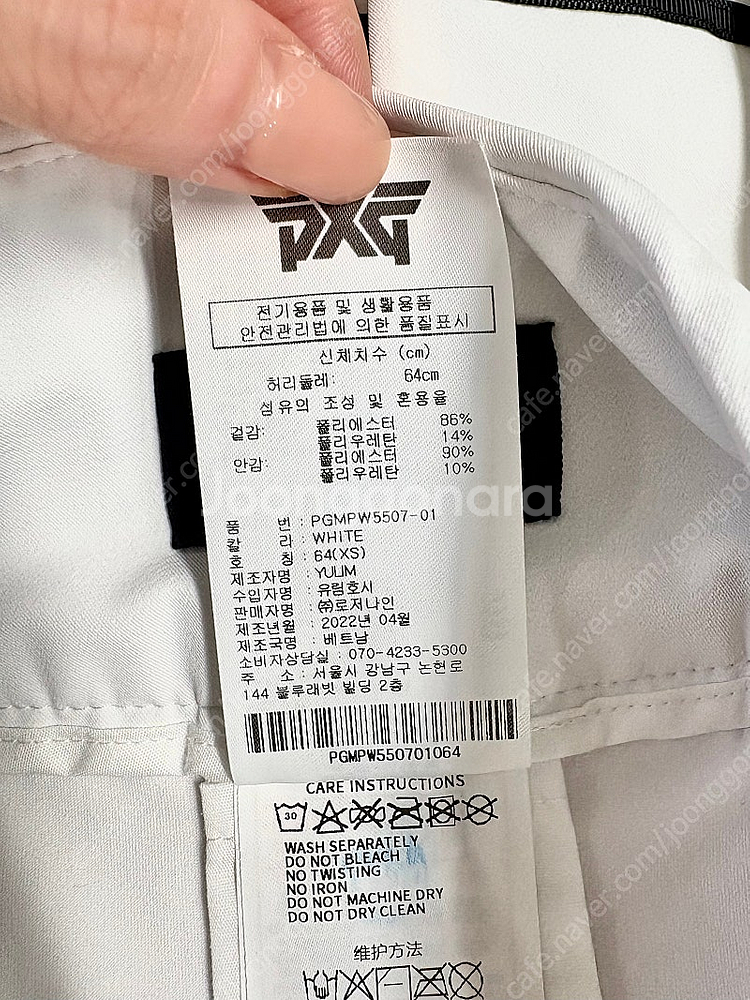 PXG
전기용품 및 생활용품
안전관리법에 의한 품질표시
신체치수 (cm)
허리둘레: 64cm
섬유의 조성 및 혼용율
겉감: 폴리에스터 86%
폴리우레탄 14%
안감: 폴리에스터 90%
폴리우레탄 10%
Joonggonara
품 번 : PGMPW5507-01
칼 라 : WHITE
호 칭 : 64(XS)
제조자명 : YULIM
수입자명 : 유림호시
판매자명 : ㈜로저나인
제조년월 : 2022년 04월
제조국명 : 베트남
소비자상담실 : 070-4233-5300
주 소 : 서울시 강남구 논현로
144 블루래빗 빌딩 2층
PGMPW550701064
CARE INSTRUCTIONS
30
WASH SEPARATELY
DO NOT BLEACH
NO TWISTING
NO IRON
DO NOT MACHINE DRY
DO NOT DRY CLEAN
维护方法